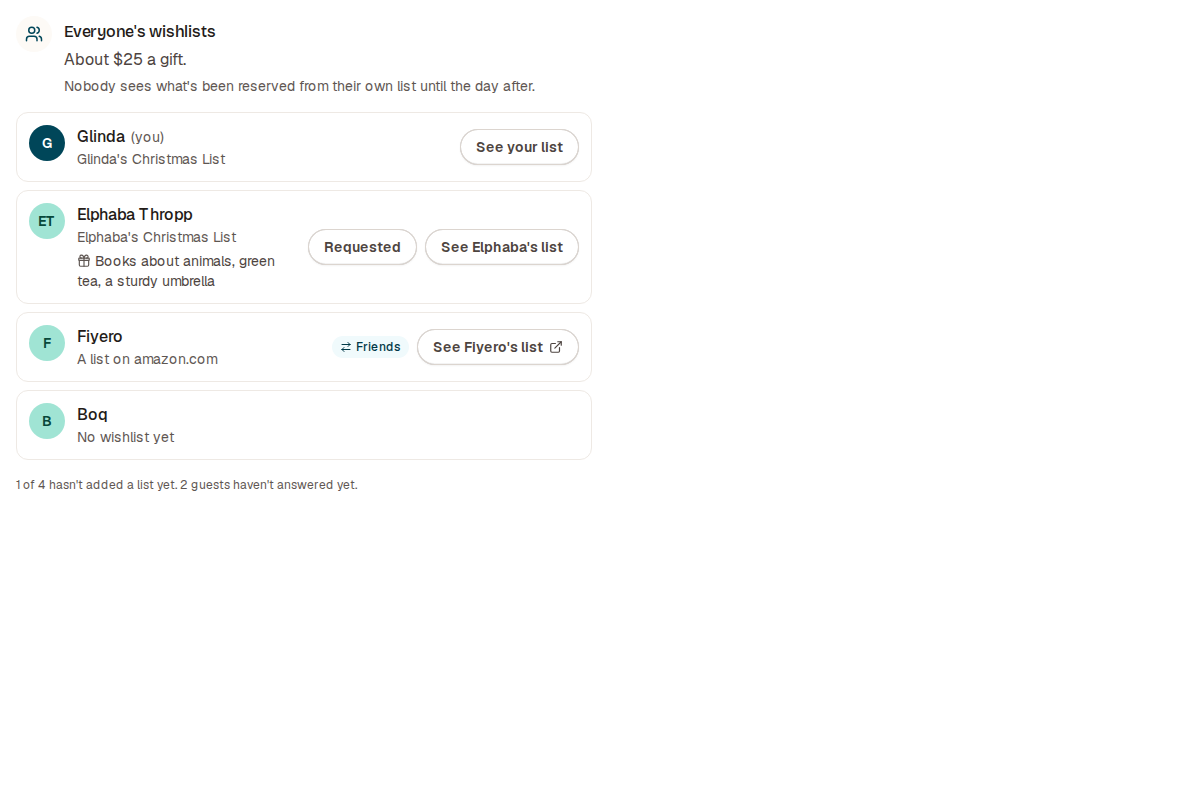 Everyone's wishlists
About $25 a gift.
Nobody sees what's been reserved from their own list until the day after.
G
Glinda (you)
Glinda's Christmas List
See your list
ET
Elphaba Thropp
Elphaba's Christmas List
Books about animals, green
tea, a sturdy umbrella
Requested
See Elphaba's list
F
Fiyero
A list on amazon.com
Friends
See Fiyero's list
B
Boq
No wishlist yet
1 of 4 hasn't added a list yet. 2 guests haven't answered yet.